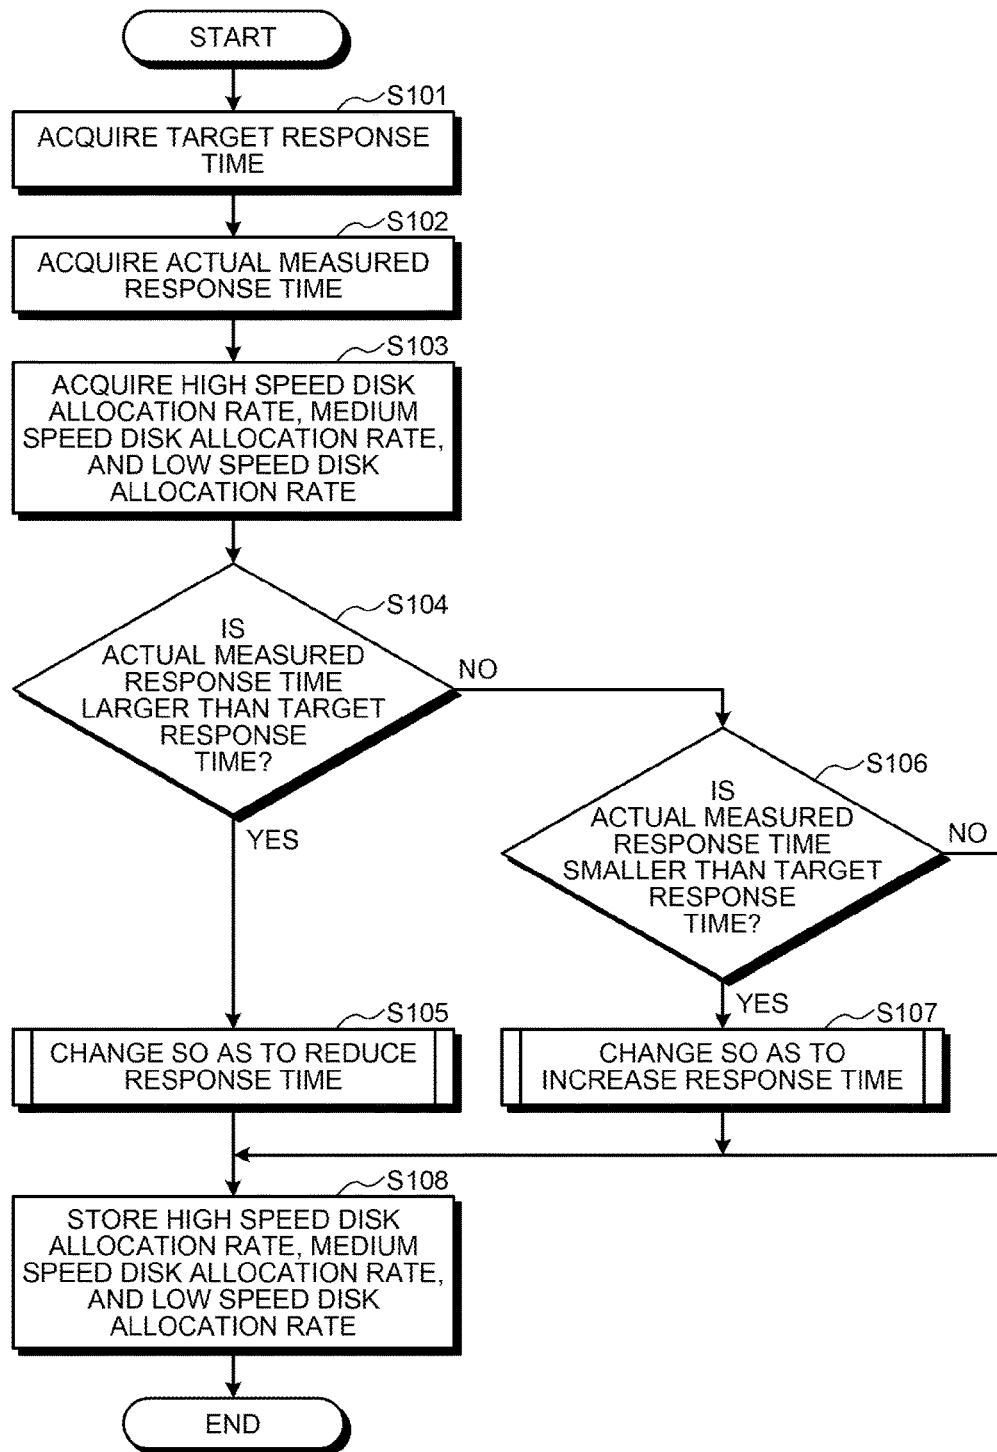 START
S101
ACQUIRE TARGET RESPONSE
TIME
S102
ACQUIRE ACTUAL MEASURED
RESPONSE TIME
S103
ACQUIRE HIGH SPEED DISK
ALLOCATION RATE, MEDIUM
SPEED DISK ALLOCATION RATE,
AND LOW SPEED DISK
ALLOCATION RATE
S104
IS
ACTUAL MEASURED
RESPONSE TIME
LARGER THAN TARGET
RESPONSE
TIME?
NO
YES
S106
IS
ACTUAL MEASURED
RESPONSE TIME
SMALLER THAN TARGET
RESPONSE
TIME?
NO
YES
S105
CHANGE SO AS TO REDUCE
RESPONSE TIME
S107
CHANGE SO AS TO
INCREASE RESPONSE TIME
S108
STORE HIGH SPEED DISK
ALLOCATION RATE, MEDIUM
SPEED DISK ALLOCATION RATE,
AND LOW SPEED DISK
ALLOCATION RATE
END